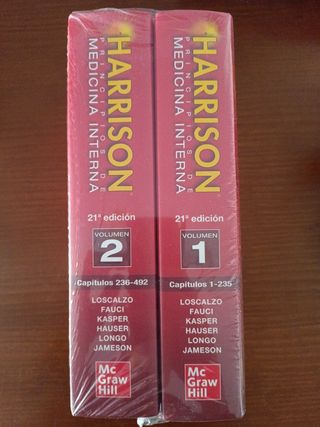 HARRISON
PRINCIPIOS DE
MEDICINA INTERNA
21ª edición
VOLUMEN
2
Capítulos 236-492
LOSCALZO
FAUCI
KASPER
HAUSER
LONGO
JAMESON
Mc
Graw
Hill
HARRISON
PRINCIPIOS DE
MEDICINA INTERNA
21ª edición
VOLUMEN
1
Capítulos 1-235
LOSCALZO
FAUCI
KASPER
HAUSER
LONGO
JAMESON
Mc
Graw
Hill